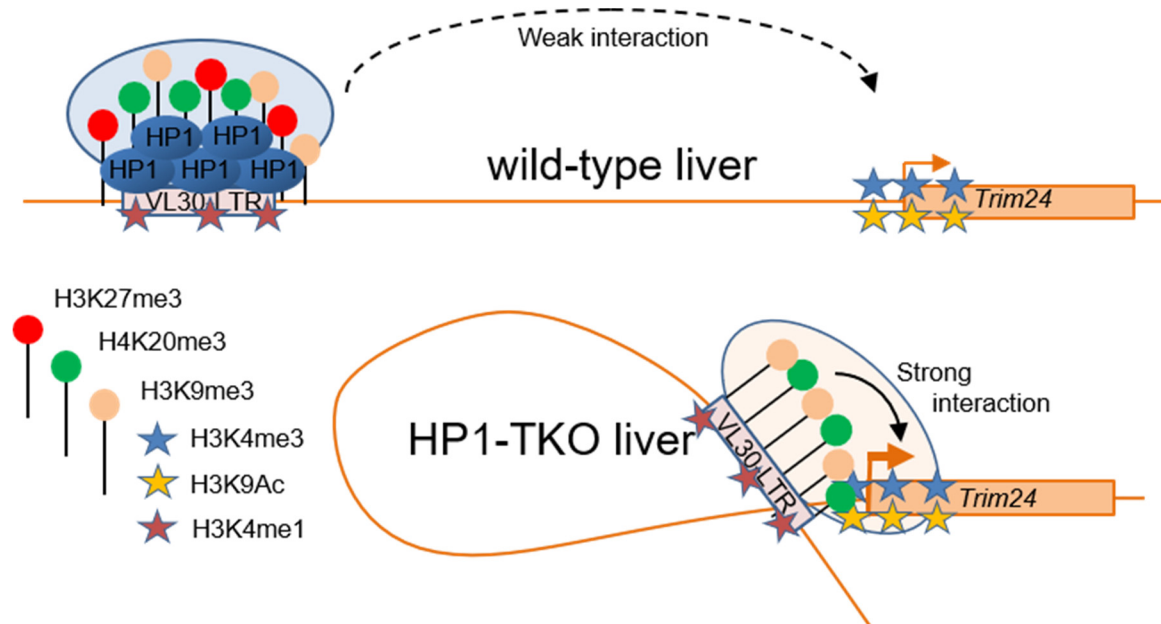 Weak interaction
HP1 HP1
HP1 HP1 HP1
VL30 LTR
wild-type liver
Trim24
H3K27me3
H4K20me3
H3K9me3
H3K4me3
H3K9Ac
H3K4me1
HP1-TKO liver
VL30 LTR
Strong
interaction
Trim24